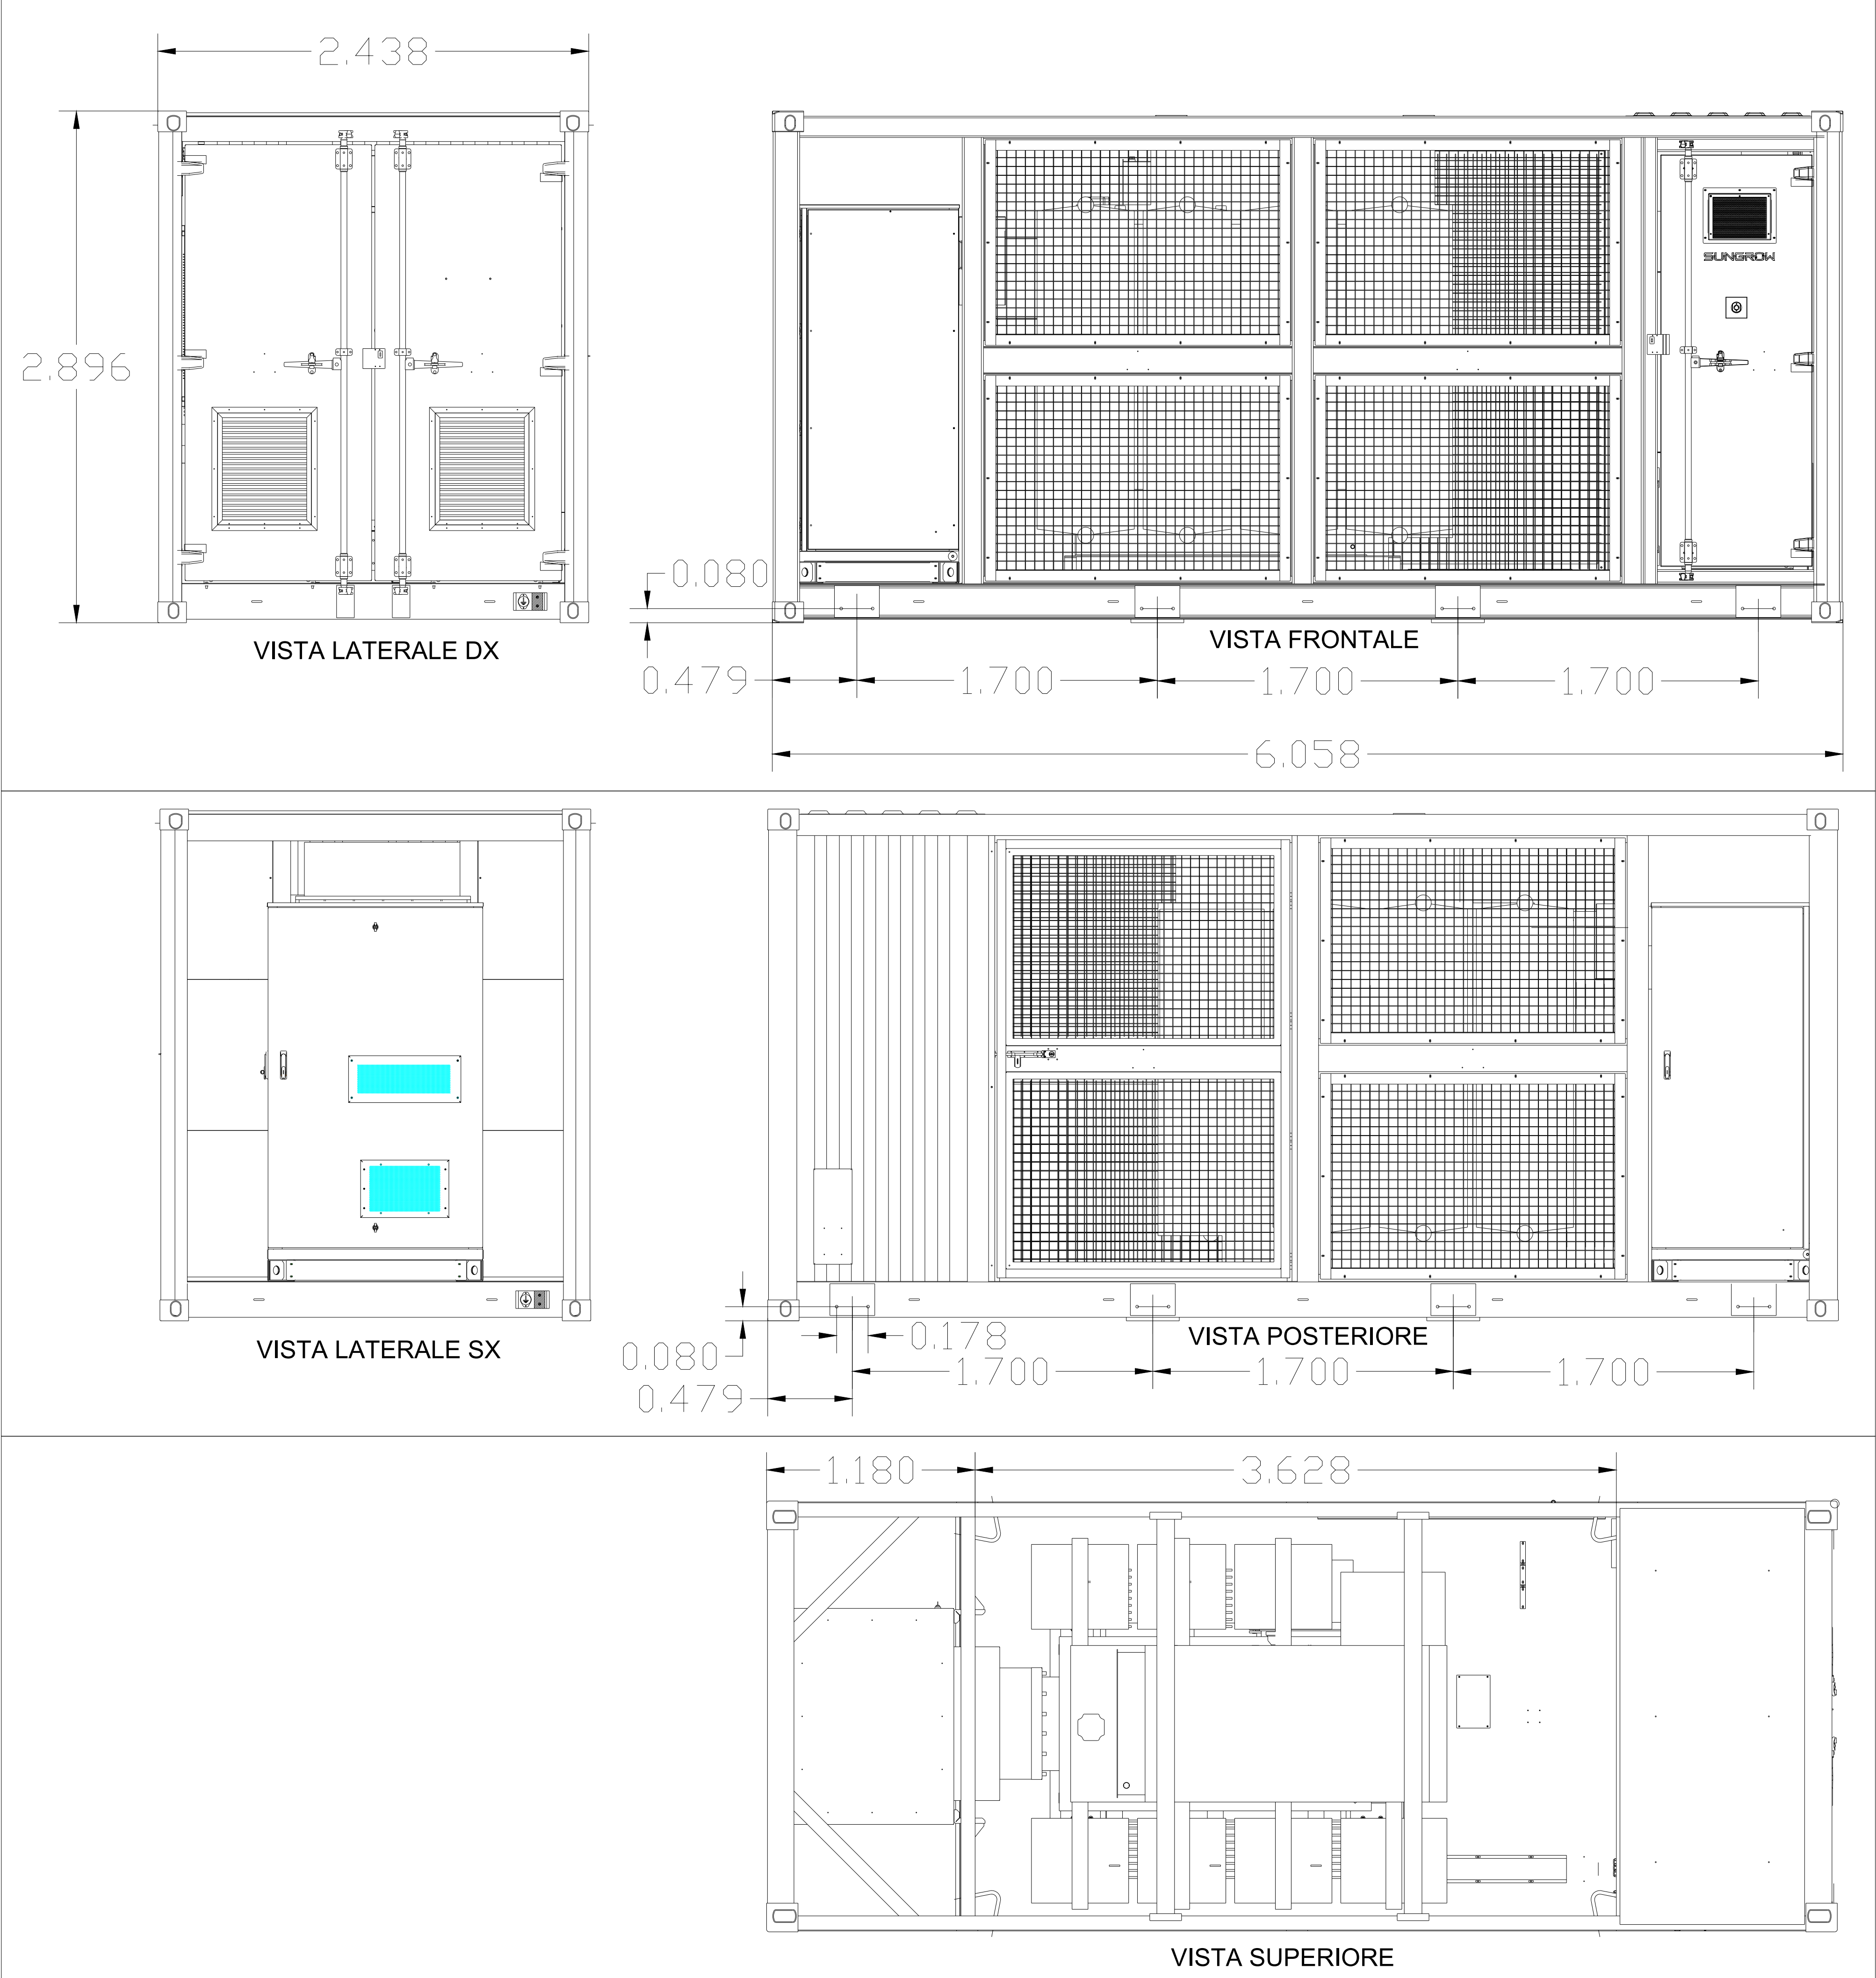 2.438
2.896
SUNGROW
VISTA LATERALE DX
0.080
VISTA FRONTALE
0.479
1.700
1.700
1.700
6.058
VISTA LATERALE SX
0.080
0.178
VISTA POSTERIORE
1.700
1.700
1.700
0.479
1.180
3.628
VISTA SUPERIORE